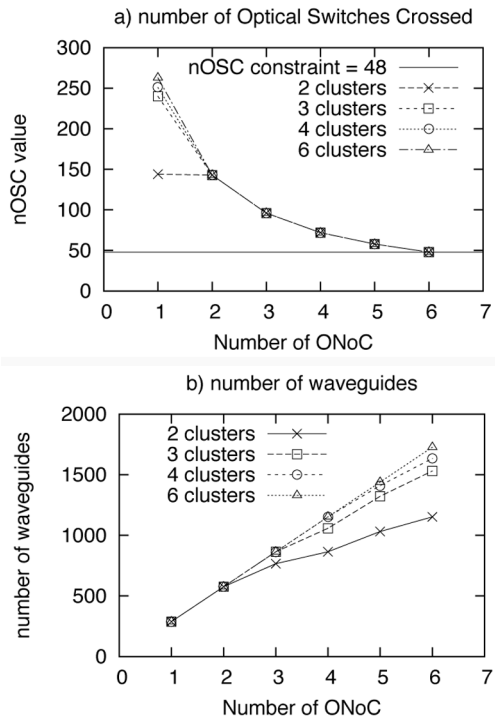 a) number of Optical Switches Crossed
300
250
200
150
100
50
0
nOSC value
nOSC constraint = 48
2 clusters
3 clusters
4 clusters
6 clusters
0 1 2 3 4 5 6 7
Number of ONoC
b) number of waveguides
2000
1500
1000
500
0
number of waveguides
2 clusters
3 clusters
4 clusters
6 clusters
0 1 2 3 4 5 6 7
Number of ONoC